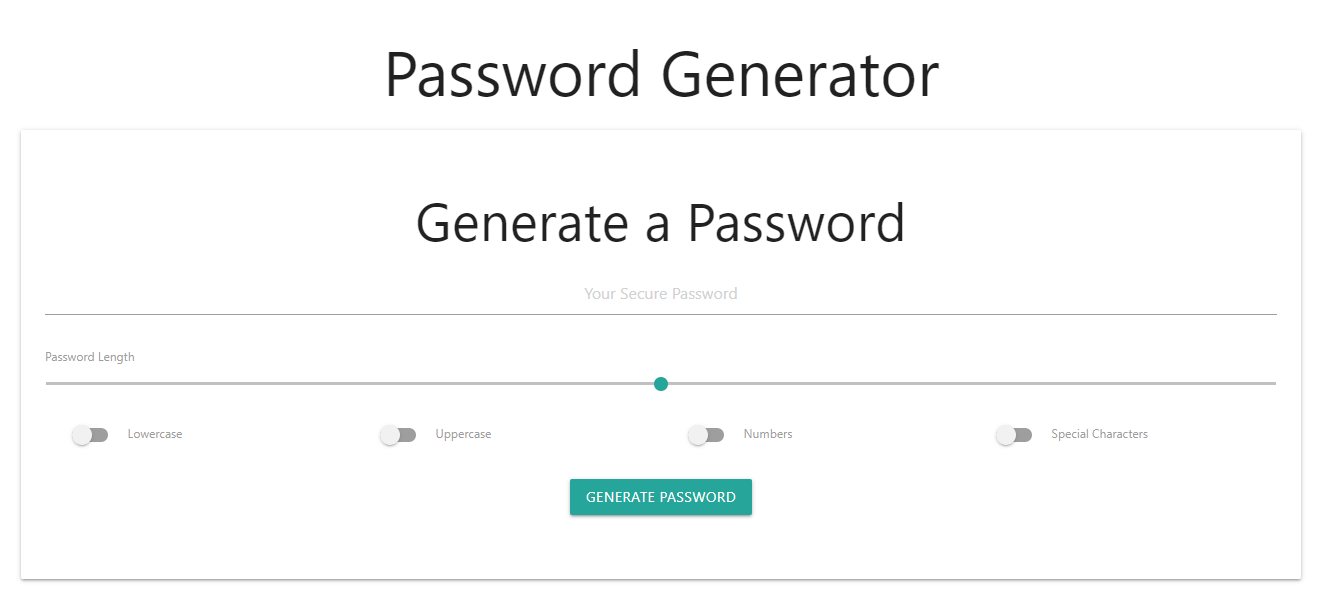 Password Generator
Generate a Password
Your Secure Password
Password Length
Lowercase Uppercase Numbers Special Characters
GENERATE PASSWORD